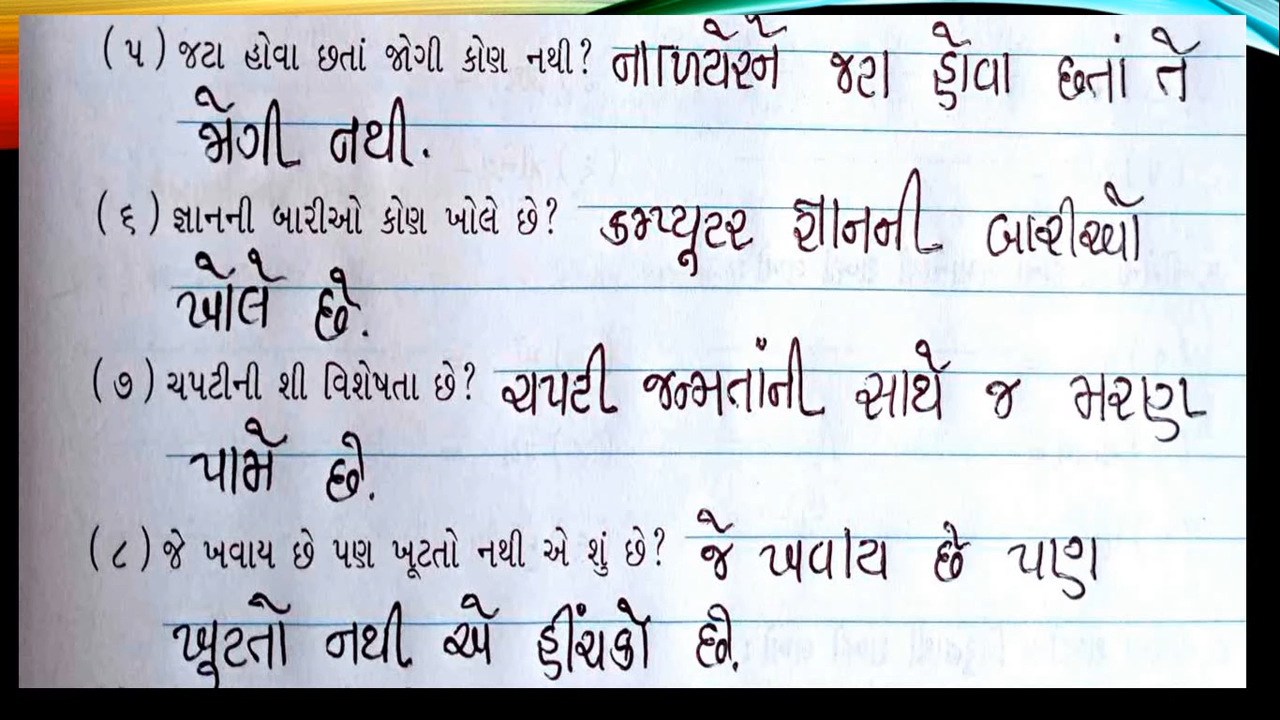 (૫) જટા હોવા છતાં જોગી કોણ નથી? નાળિયેરને જટા હોવા છતાં તે
જોગી નથી.
(૬) જ્ઞાનની બારીઓ કોણ ખોલે છે? કમ્પ્યૂટર જ્ઞાનની બારીઓ
ખોલે છે.
(૭) ચપટીની શી વિશેષતા છે? ચપટી જન્મતાંની સાથે જ મરણ
પામે છે.
(૮) જે ખવાય છે પણ ખૂટતો નથી એ શું છે? જે ખવાય છે પણ
ખૂટતો નથી એ હીંચકો છે.